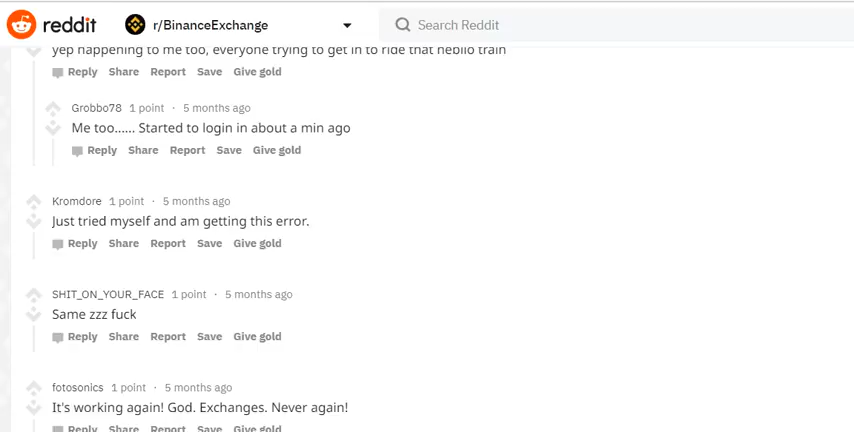 reddit r/BinanceExchange Search Reddit
yep happening to me too, everyone trying to get in to ride that neblio train
Reply Share Report Save Give gold
Grobbo78 1 point · 5 months ago
Me too...... Started to login in about a min ago
Reply Share Report Save Give gold
Kromdore 1 point · 5 months ago
Just tried myself and am getting this error.
Reply Share Report Save Give gold
SHIT_ON_YOUR_FACE 1 point · 5 months ago
Same zzz fuck
Reply Share Report Save Give gold
fotosonics 1 point · 5 months ago
It's working again! God. Exchanges. Never again!
Reply Share Report Save Give gold